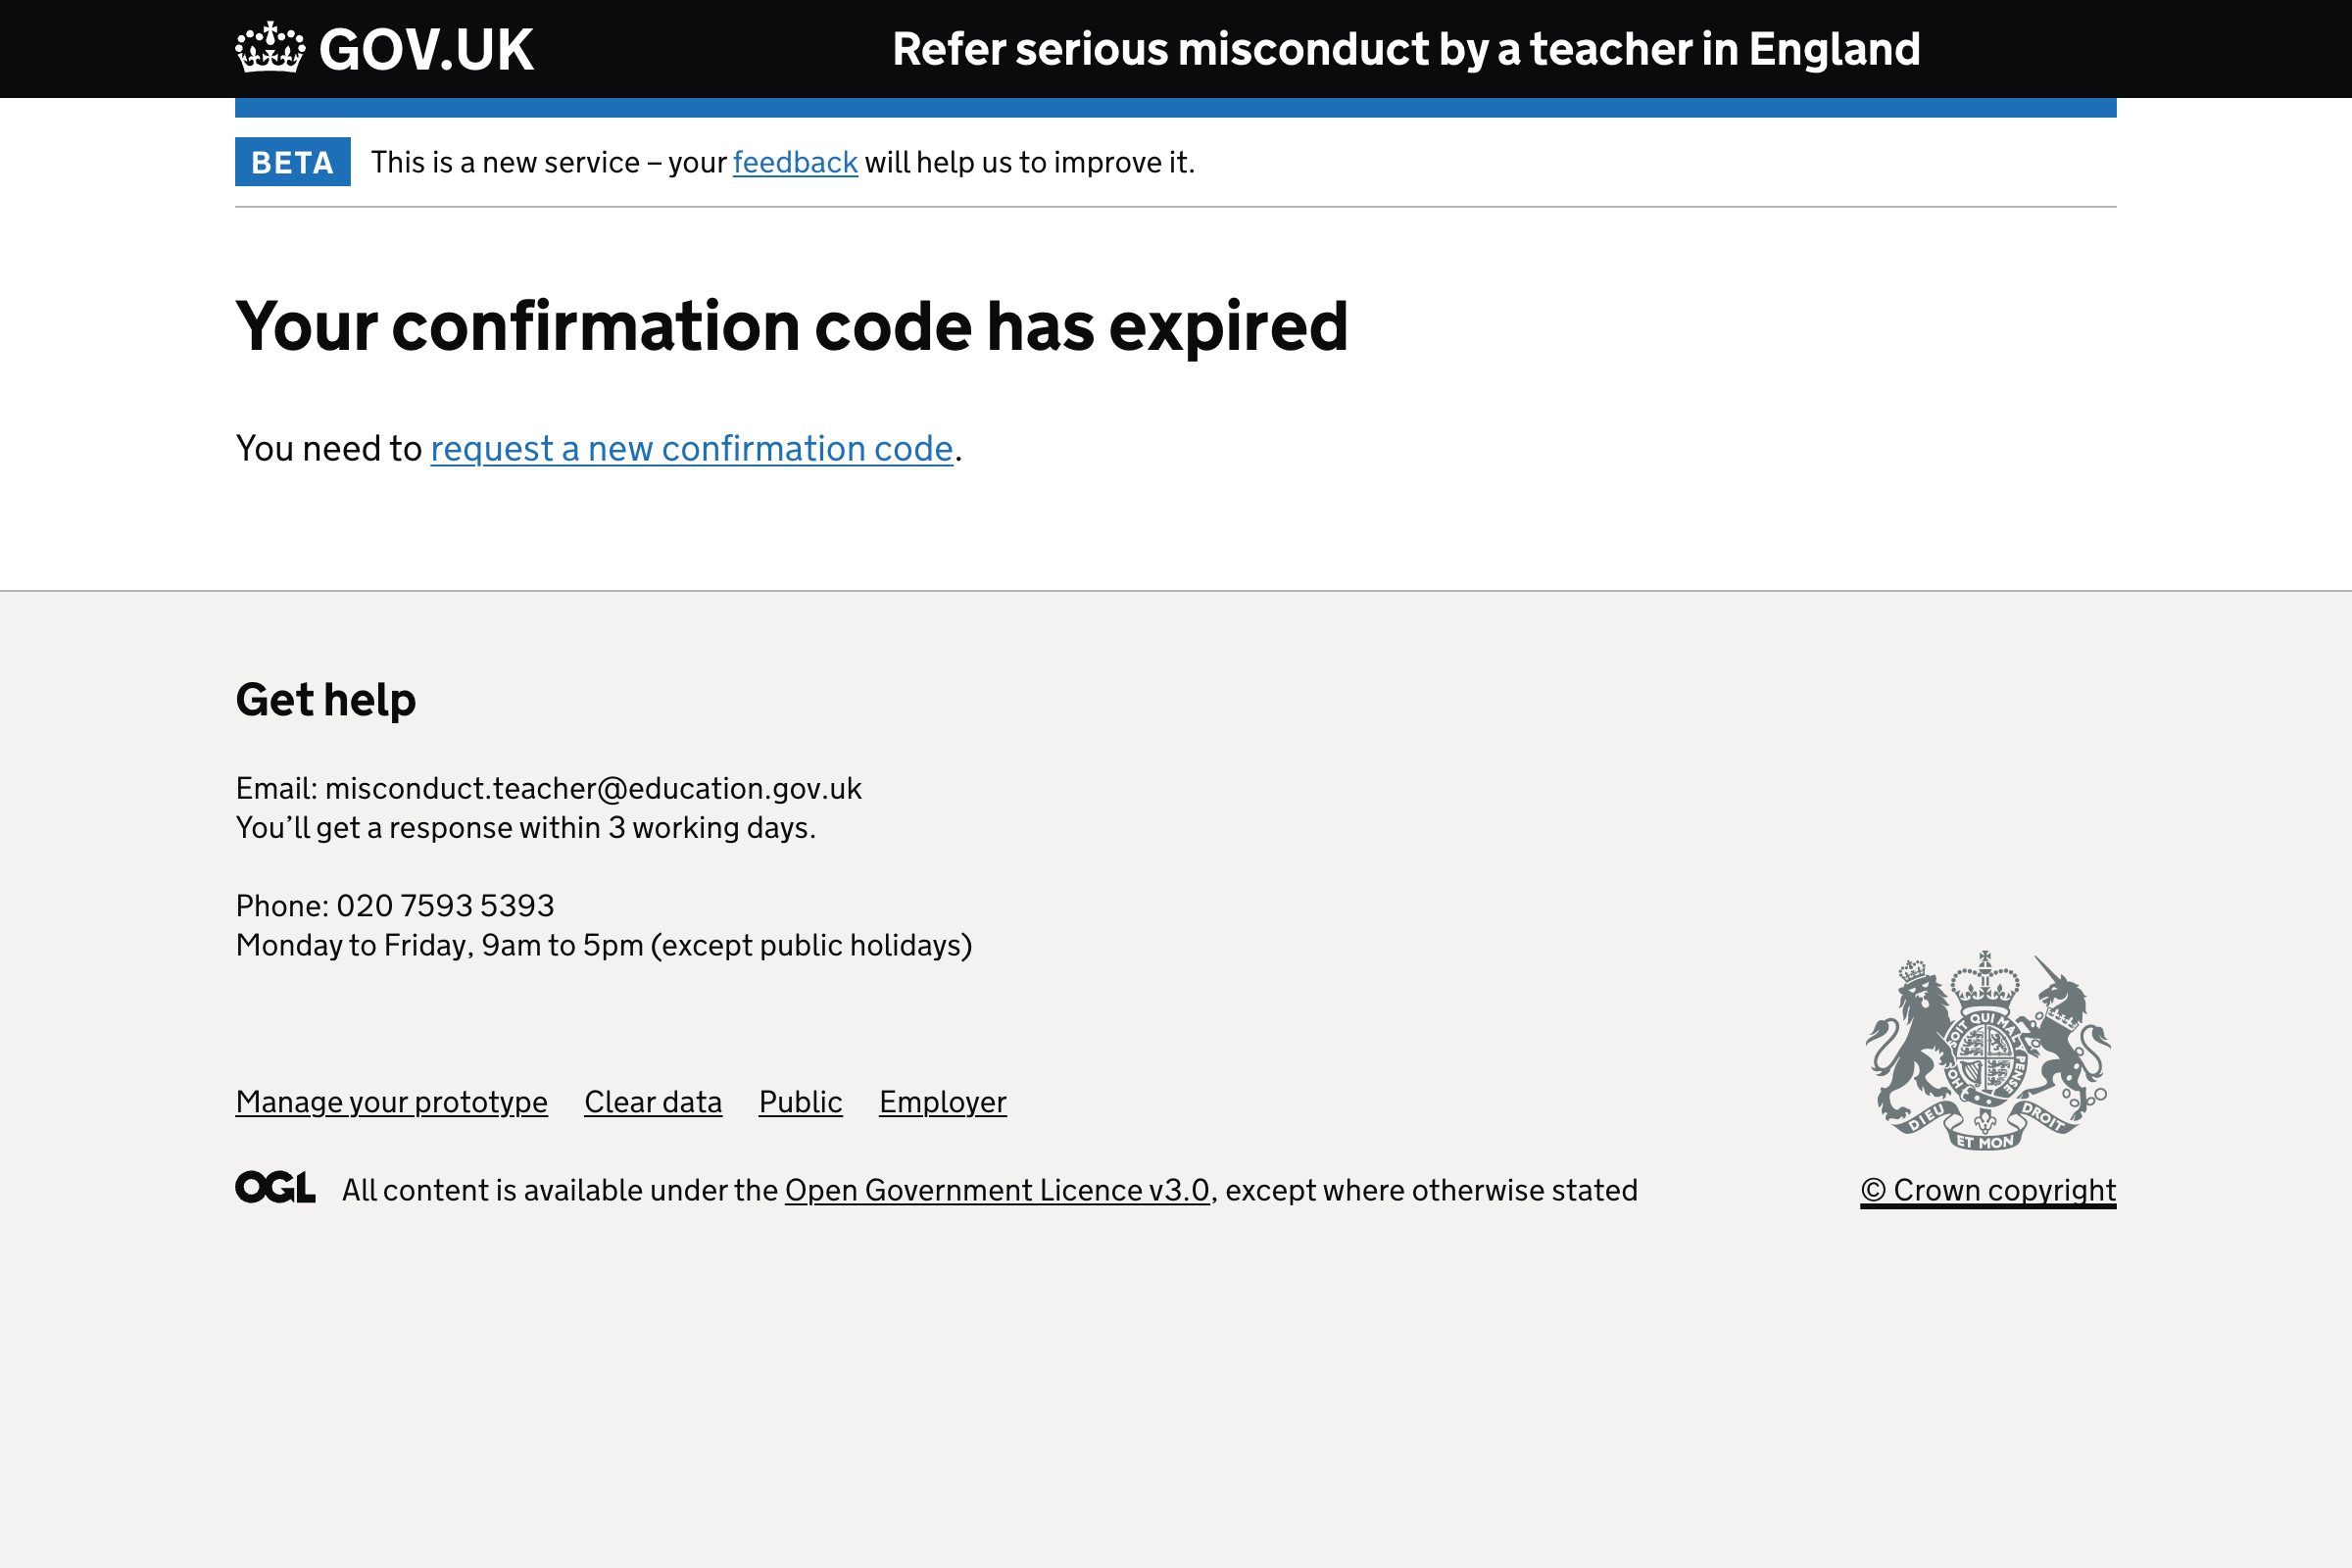 GOV.UK
Refer serious misconduct by a teacher in England
BETA
This is a new service – your feedback will help us to improve it.
Your confirmation code has expired
You need to request a new confirmation code.
Get help
Email: misconduct.teacher@education.gov.uk
You’ll get a response within 3 working days.
Phone: 020 7593 5393
Monday to Friday, 9am to 5pm (except public holidays)
HONI SOIT QUI MAL Y PENSE
DIEU ET MON DROIT
Manage your prototype Clear data Public Employer
OGL All content is available under the Open Government Licence v3.0, except where otherwise stated
© Crown copyright